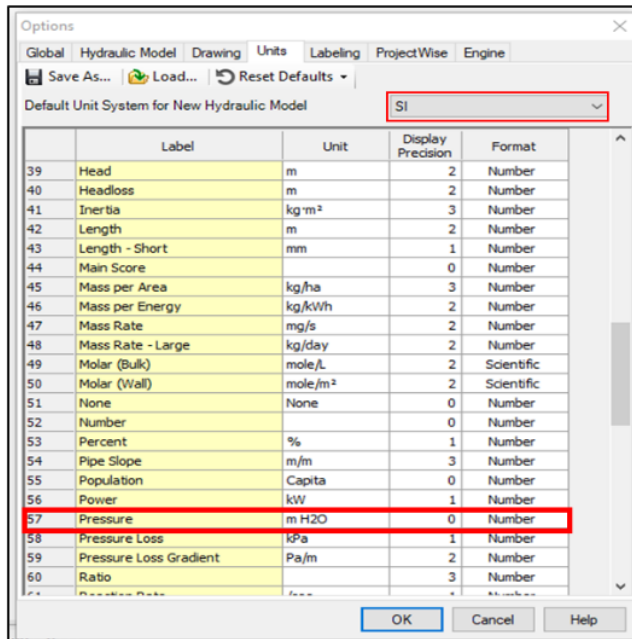 Options
Global Hydraulic Model Drawing Units Labeling ProjectWise Engine
Save As... Load... Reset Defaults
Default Unit System for New Hydraulic Model SI
Label Unit Display Precision Format
39 Head m 2 Number
40 Headloss m 2 Number
41 Inertia kg·m² 3 Number
42 Length m 2 Number
43 Length - Short mm 1 Number
44 Main Score 0 Number
45 Mass per Area kg/ha 3 Number
46 Mass per Energy kg/kWh 2 Number
47 Mass Rate mg/s 2 Number
48 Mass Rate - Large kg/day 2 Number
49 Molar (Bulk) mole/L 2 Scientific
50 Molar (Wall) mole/m² 2 Scientific
51 None None 0 Number
52 Number 0 Number
53 Percent % 1 Number
54 Pipe Slope m/m 3 Number
55 Population Capita 0 Number
56 Power kW 1 Number
57 Pressure m H2O 0 Number
58 Pressure Loss kPa 1 Number
59 Pressure Loss Gradient Pa/m 2 Number
60 Ratio 3 Number
OK Cancel Help